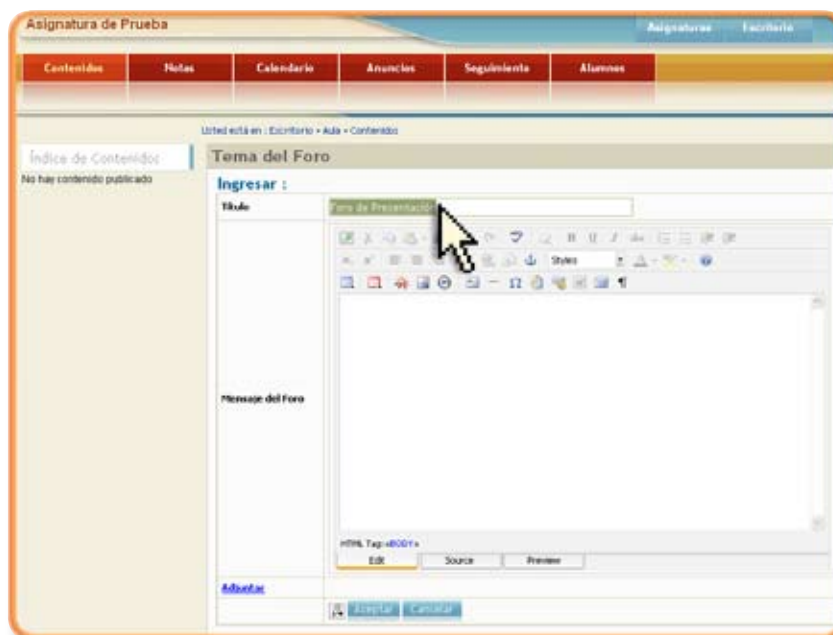 Asignatura de Prueba
Asignaturas Escritorio
Contenidos Notas Calendario Anuncios Seguimiento Alumnos
Usted está en : Escritorio » Aula » Contenidos
Índice de Contenidos
No hay contenido publicado
Tema del Foro
Ingresar :
Título
Foro de Presentación
Styles
Mensaje del Foro
HTML Tag: <BODY>
Edit Source Preview
Adjuntar
Aceptar Cancelar